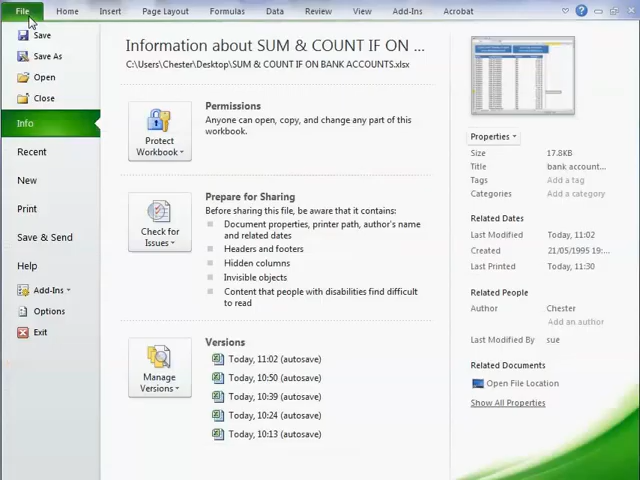 File Home Insert Page Layout Formulas Data Review View Add-Ins Acrobat
Save
Save As
Open
Close
Info
Recent
New
Print
Save & Send
Help
Add-Ins
Options
Exit
Information about SUM & COUNT IF ON ...
C:\Users\Chester\Desktop\SUM & COUNT IF ON BANK ACCOUNTS.xlsx
Protect
Workbook
Permissions
Anyone can open, copy, and change any part of this
workbook.
Check for
Issues
Prepare for Sharing
Before sharing this file, be aware that it contains:
Document properties, printer path, author's name
and related dates
Headers and footers
Hidden columns
Invisible objects
Content that people with disabilities find difficult
to read
Manage
Versions
Versions
Today, 11:02 (autosave)
Today, 10:50 (autosave)
Today, 10:39 (autosave)
Today, 10:24 (autosave)
Today, 10:13 (autosave)
Properties
Size 17.8KB
Title bank account...
Tags Add a tag
Categories Add a category
Related Dates
Last Modified Today, 11:02
Created 21/05/1995 19:...
Last Printed Today, 11:30
Related People
Author Chester
Add an author
Last Modified By sue
Related Documents
Open File Location
Show All Properties